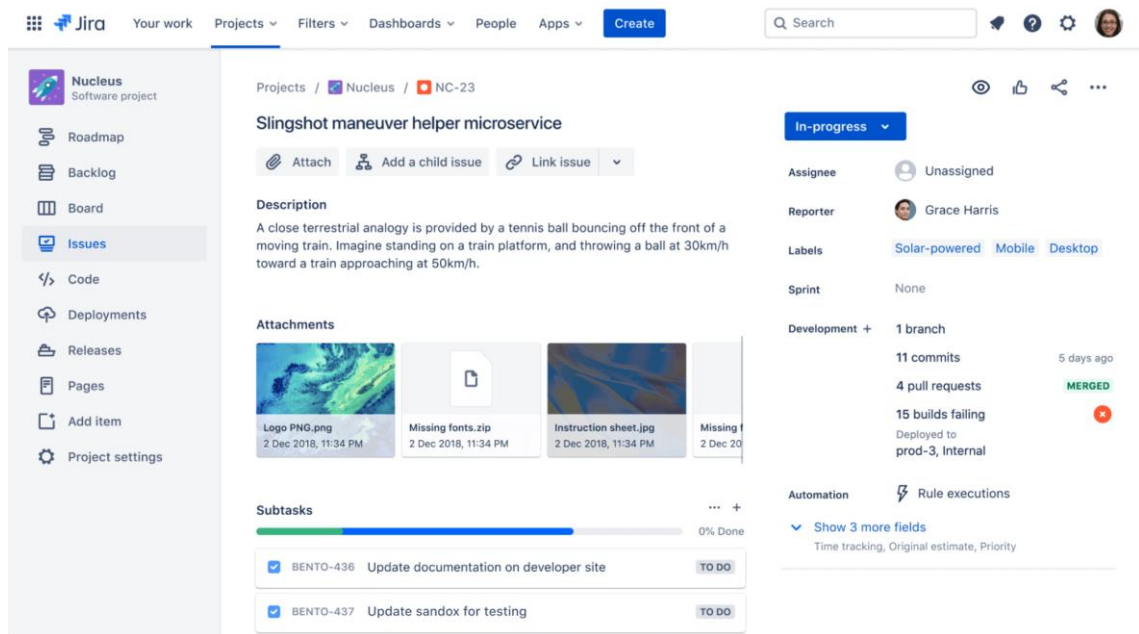 Jira
Your work
Projects
Filters
Dashboards
People
Apps
Create
Search
Nucleus
Software project
Roadmap
Backlog
Board
Issues
Code
Deployments
Releases
Pages
Add item
Project settings
Projects / Nucleus / NC-23
Slingshot maneuver helper microservice
Attach
Add a child issue
Link issue
Description
A close terrestrial analogy is provided by a tennis ball bouncing off the front of a
moving train. Imagine standing on a train platform, and throwing a ball at 30km/h
toward a train approaching at 50km/h.
Attachments
Logo PNG.png
2 Dec 2018, 11:34 PM
Missing fonts.zip
2 Dec 2018, 11:34 PM
Instruction sheet.jpg
2 Dec 2018, 11:34 PM
Missing f
2 Dec 20
Subtasks
0% Done
BENTO-436 Update documentation on developer site TO DO
BENTO-437 Update sandox for testing TO DO
In-progress
Assignee Unassigned
Reporter Grace Harris
Labels Solar-powered Mobile Desktop
Sprint None
Development + 1 branch
11 commits 5 days ago
4 pull requests MERGED
15 builds failing
Deployed to
prod-3, Internal
Automation Rule executions
Show 3 more fields
Time tracking, Original estimate, Priority